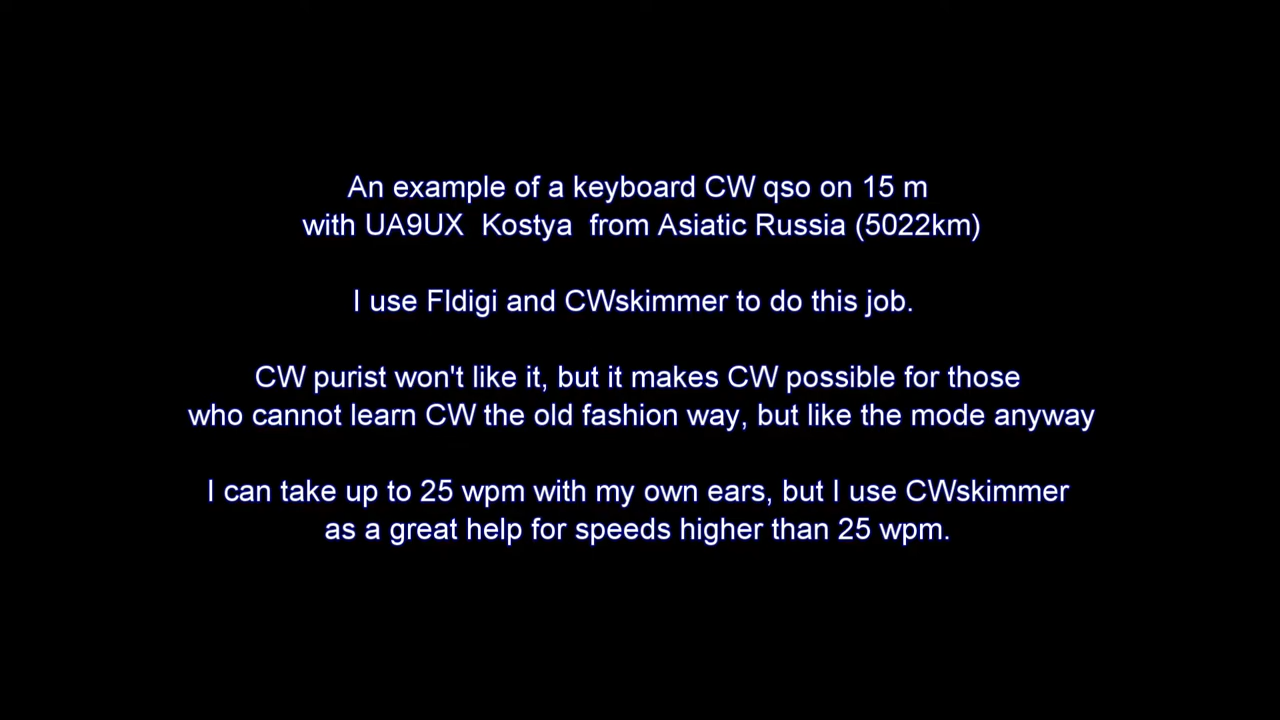 An example of a keyboard CW qso on 15 m
with UA9UX  Kostya  from Asiatic Russia (5022km)
I use Fldigi and CWskimmer to do this job.
CW purist won't like it, but it makes CW possible for those
who cannot learn CW the old fashion way, but like the mode anyway
I can take up to 25 wpm with my own ears, but I use CWskimmer
as a great help for speeds higher than 25 wpm.